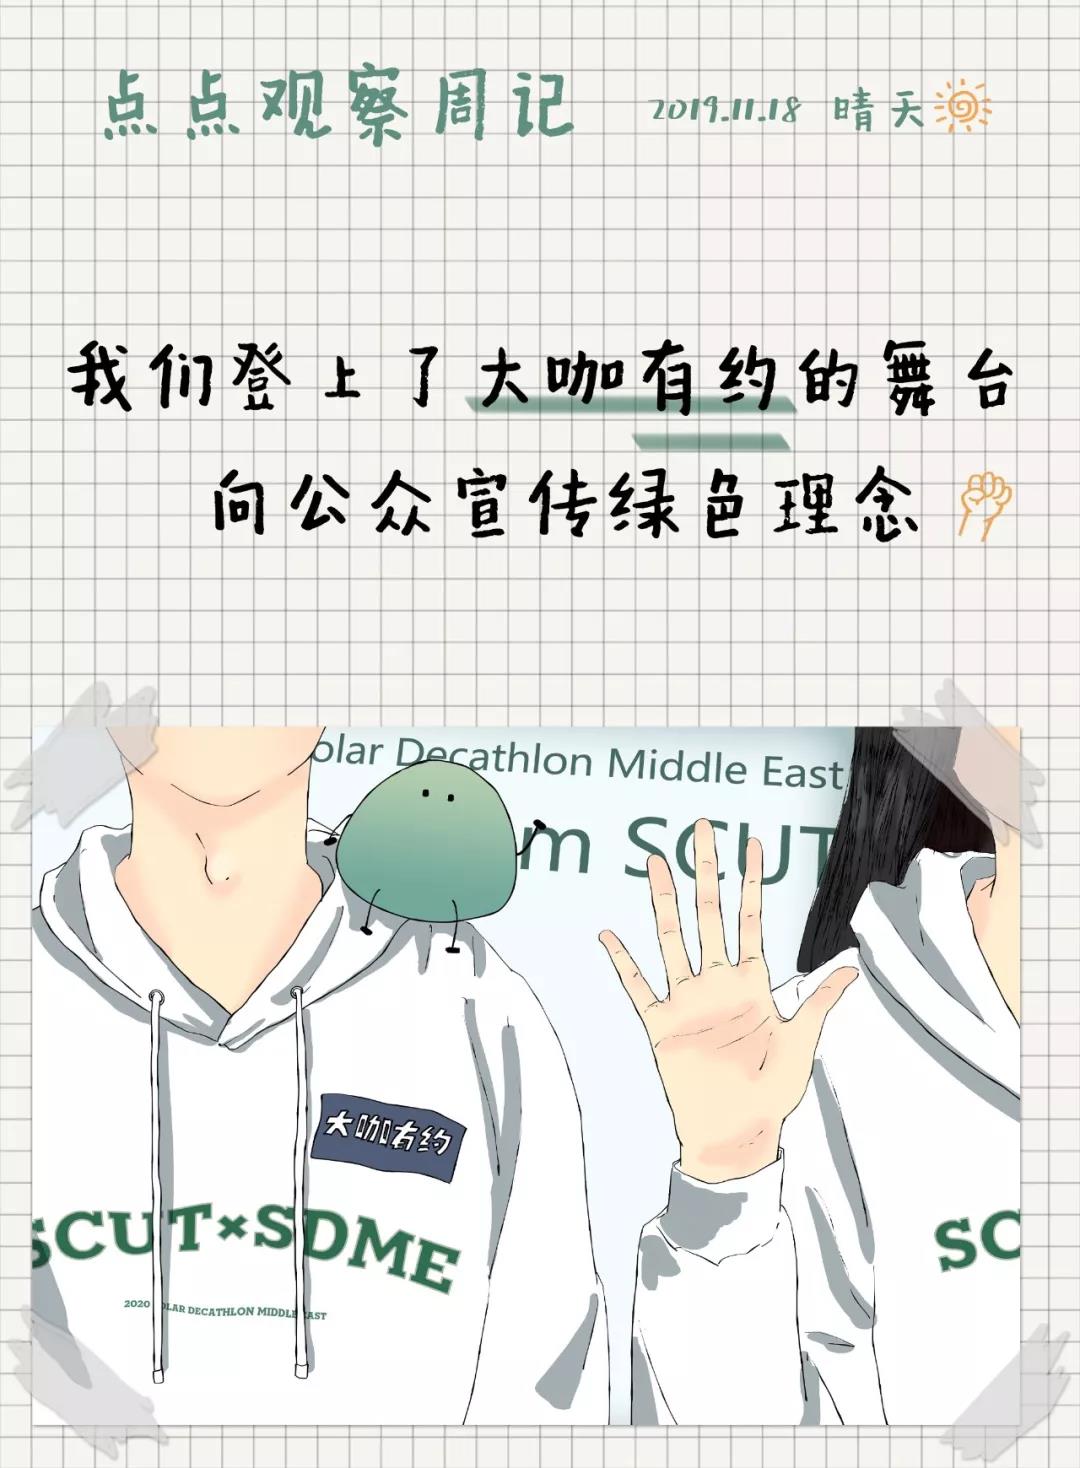 点点观察周记 2019.11.18 晴天
我们登上了大咖有约的舞台
向公众宣传绿色理念
olar Decathlon Middle East
m SCUT
大咖有约
SCUT×SDME
SC
2020 OLAR DECATHLON MIDDLE EAST